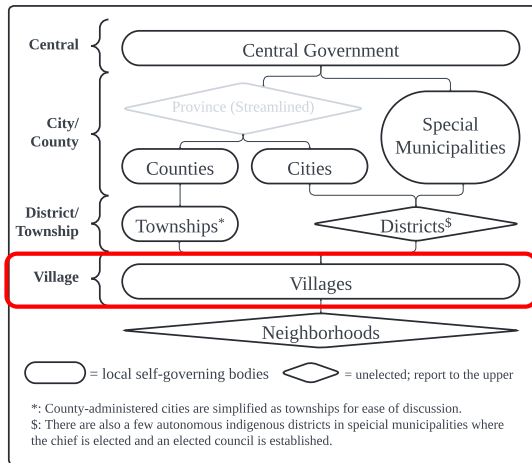 Central
Central Government
Province (Streamlined)
City/
County
Special
Municipalities
Counties
Cities
District/
Township
Townships*
Districts$
Village
Villages
Neighborhoods
= local self-governing bodies
= unelected; report to the upper
*: County-administered cities are simplified as townships for ease of discussion.
$: There are also a few autonomous indigenous districts in speicial municipalities where
the chief is elected and an elected council is established.